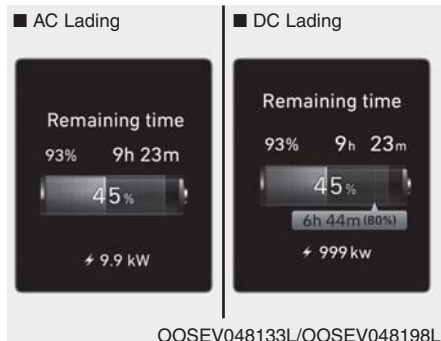 ■ AC Lading
Remaining time
93% 9h 23m
45%
⚡ 9.9 kW
■ DC Lading
Remaining time
93% 9h 23m
45%
6h 44m (80%)
⚡ 999 kw
OOSEV048133L/OOSEV048198L